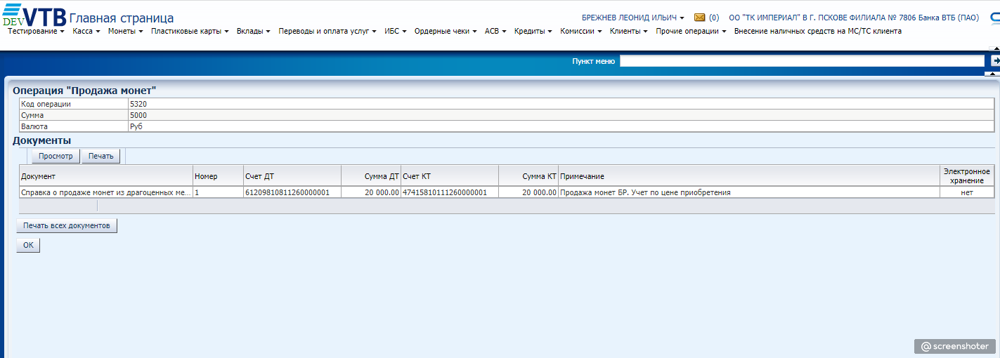 DEV VTB Главная страница
БРЕЖНЕВ ЛЕОНИД ИЛЬИЧ (0) ОО "ТК ИМПЕРИАЛ" В Г. ПСКОВЕ ФИЛИАЛА № 7806 Банка ВТБ (ПАО)
Тестирование Касса Монеты Пластиковые карты Вклады Переводы и оплата услуг ИБС Ордерные чеки АСВ Кредиты Комиссии Клиенты Прочие операции Внесение наличных средств на МС/ТС клиента
Пункт меню
Операция "Продажа монет"
Код операции 5320
Сумма 5000
Валюта Руб
Документы
Просмотр Печать
Документ Номер Счет ДТ Сумма ДТ Счет КТ Сумма КТ Примечание Электронное хранение
Справка о продаже монет из драгоценных ме... 1 61209810811260000001 20 000.00 47415810111260000001 20 000.00 Продажа монет БР. Учет по цене приобретения нет
Печать всех документов
ОК
@screenshoter